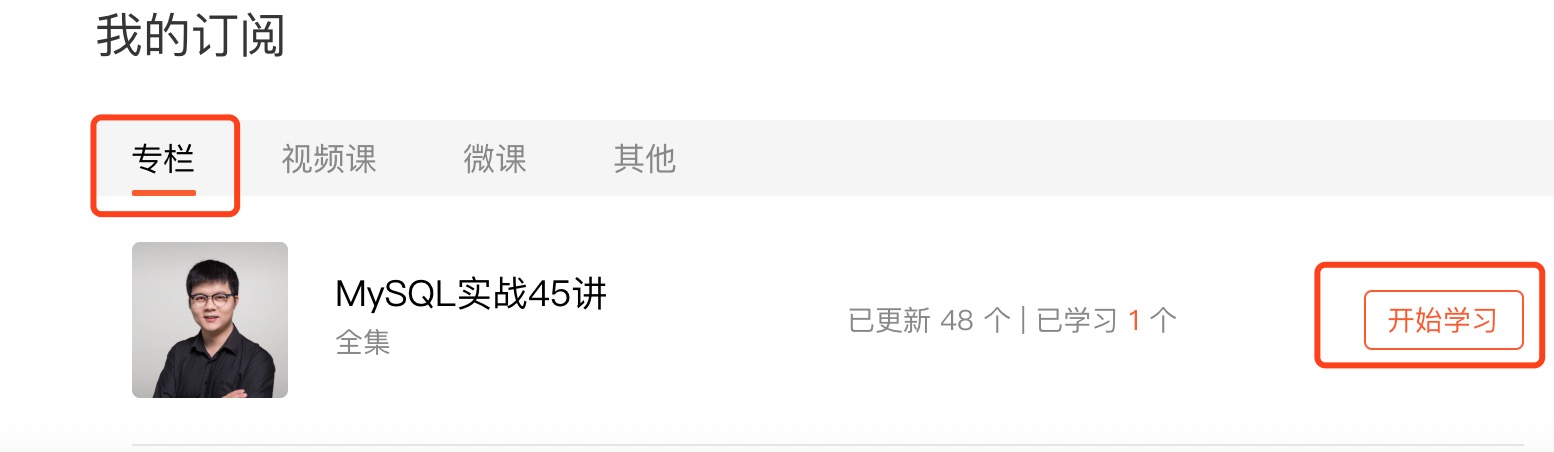 我的订阅
专栏 视频课 微课 其他
MySQL实战45讲
全集
已更新 48 个 | 已学习 1 个
开始学习